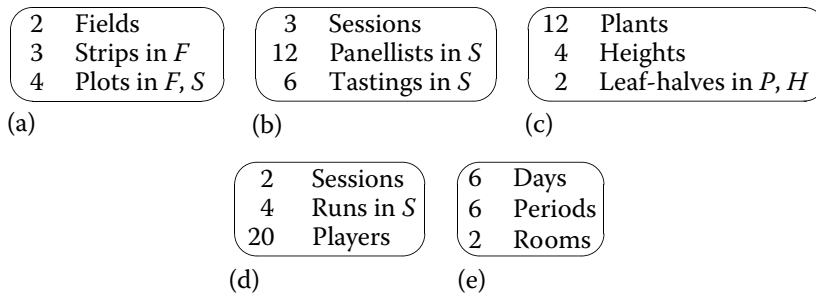 2 Fields
3 Strips in F
4 Plots in F, S
(a)
3 Sessions
12 Panellists in S
6 Tastings in S
(b)
12 Plants
4 Heights
2 Leaf-halves in P, H
(c)
2 Sessions
4 Runs in S
20 Players
(d)
6 Days
6 Periods
2 Rooms
(e)